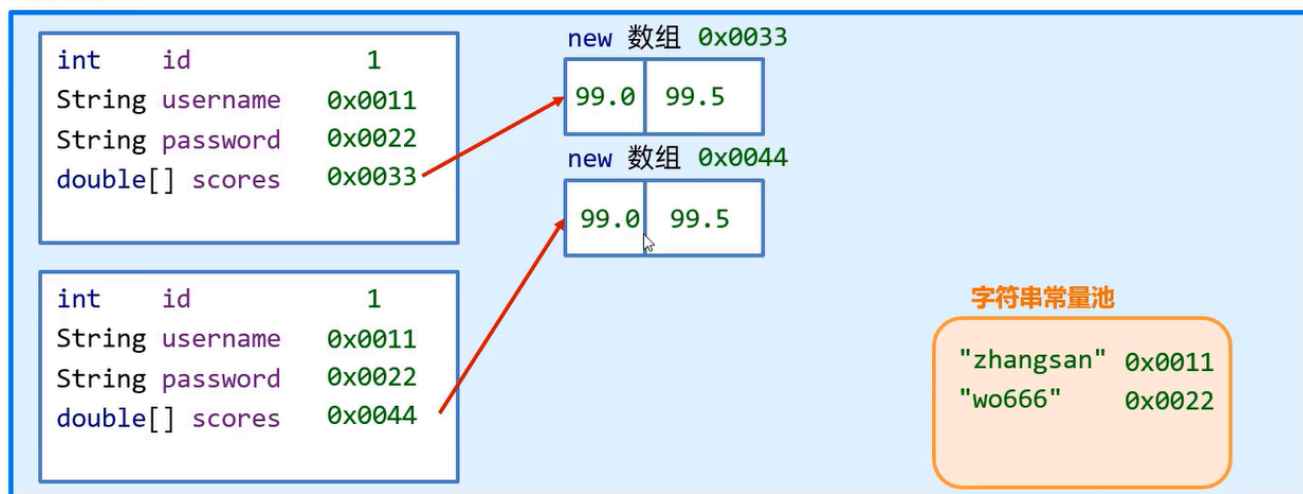 int id 1
String username 0x0011
String password 0x0022
double[] scores 0x0033
new 数组 0x0033
99.0 99.5
new 数组 0x0044
99.0 99.5
int id 1
String username 0x0011
String password 0x0022
double[] scores 0x0044
字符串常量池
"zhangsan" 0x0011
"wo666" 0x0022